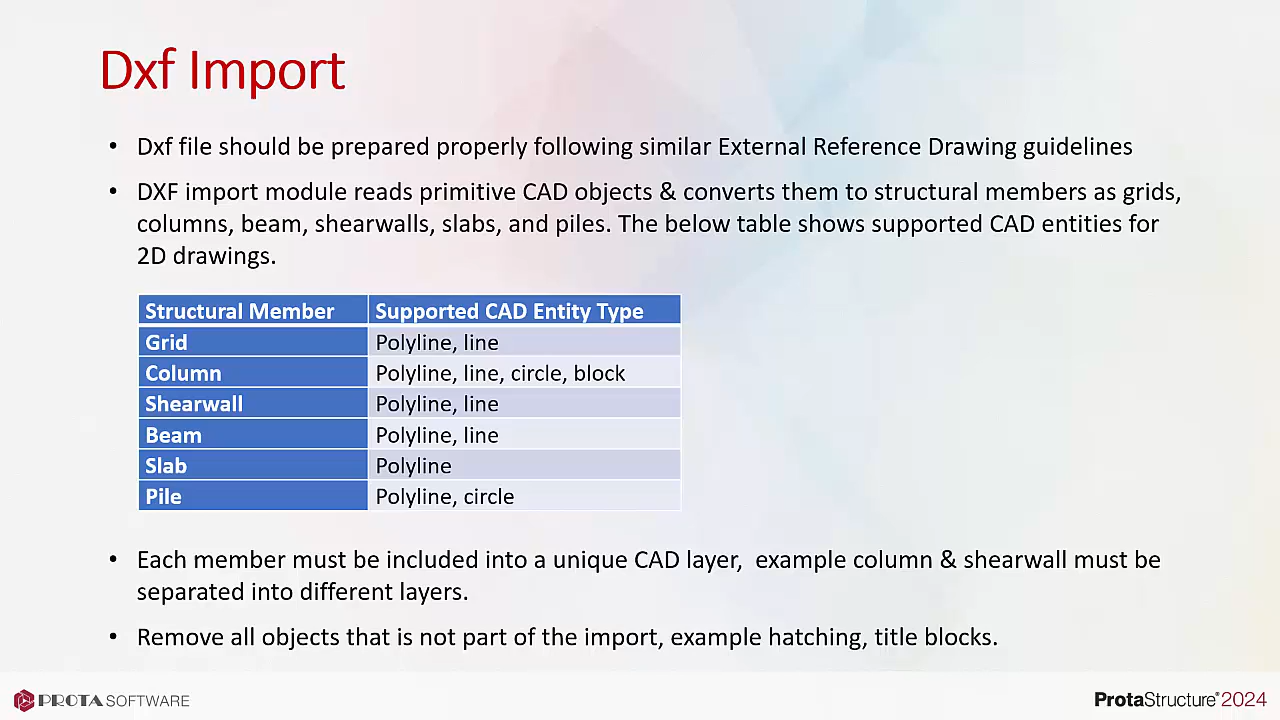 Dxf Import
• Dxf file should be prepared properly following similar External Reference Drawing guidelines
• DXF import module reads primitive CAD objects & converts them to structural members as grids,
columns, beam, shearwalls, slabs, and piles. The below table shows supported CAD entities for
2D drawings.
Structural Member Supported CAD Entity Type
Grid Polyline, line
Column Polyline, line, circle, block
Shearwall Polyline, line
Beam Polyline, line
Slab Polyline
Pile Polyline, circle
• Each member must be included into a unique CAD layer,  example column & shearwall must be
separated into different layers.
• Remove all objects that is not part of the import, example hatching, title blocks.
PROTA SOFTWARE
ProtaStructure® 2024